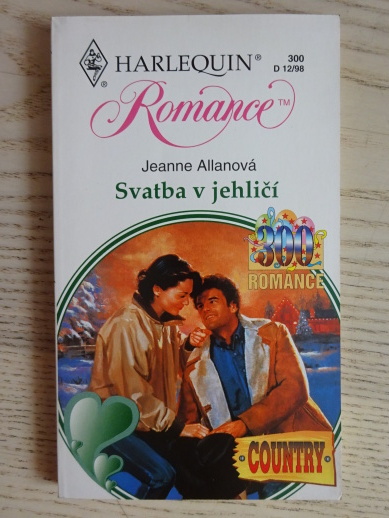 HARLEQUIN®
300
D 12/98
®
Romance™
Jeanne Allanová
Svatba v jehličí
300
ROMANCE
COUNTRY